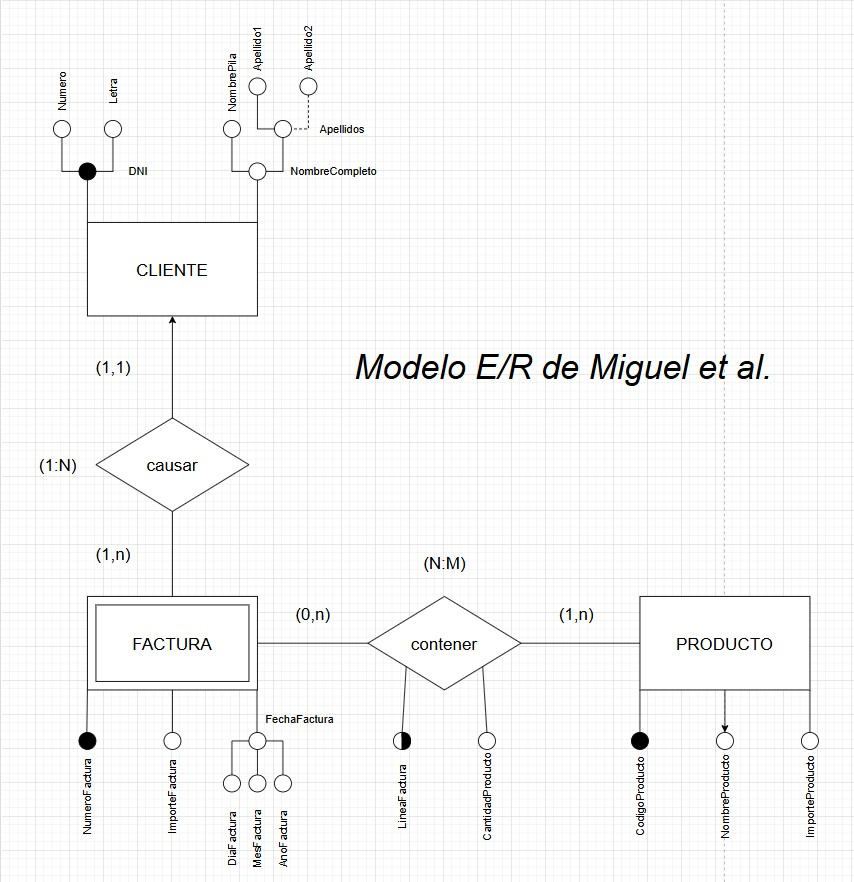 Numero
Letra
NombrePila
Apellido1
Apellido2
Apellidos
DNI
NombreCompleto
CLIENTE
(1,1)
Modelo E/R de Miguel et al.
(1:N)
causar
(1,n)
(N:M)
(0,n)
(1,n)
FACTURA
contener
PRODUCTO
FechaFactura
NumeroFactura
ImporteFactura
DiaFactura
MesFactura
AnoFactura
LineaFactura
CantidadProducto
CodigoProducto
NombreProducto
ImporteProducto